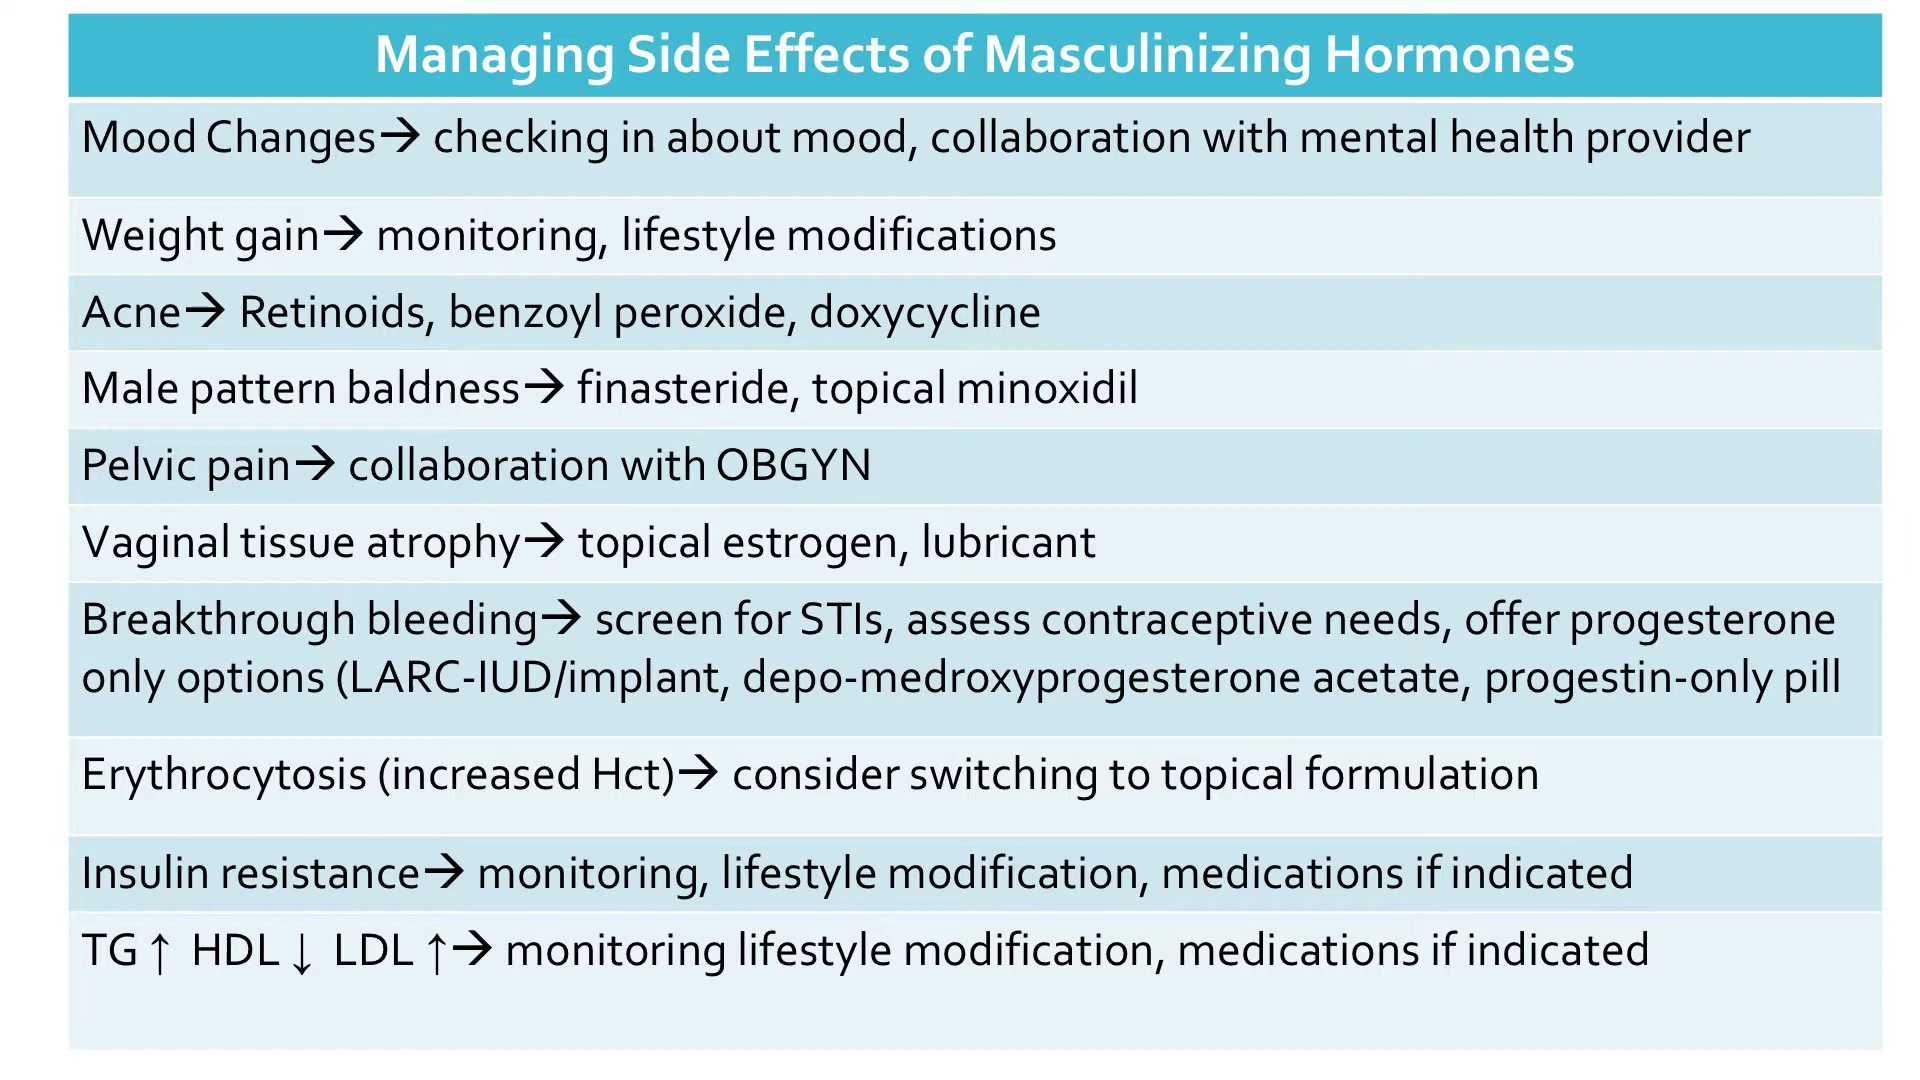 Managing Side Effects of Masculinizing Hormones
Mood Changes→ checking in about mood, collaboration with mental health provider
Weight gain→ monitoring, lifestyle modifications
Acne→ Retinoids, benzoyl peroxide, doxycycline
Male pattern baldness→ finasteride, topical minoxidil
Pelvic pain→ collaboration with OBGYN
Vaginal tissue atrophy→ topical estrogen, lubricant
Breakthrough bleeding→ screen for STIs, assess contraceptive needs, offer progesterone
only options (LARC-IUD/implant, depo-medroxyprogesterone acetate, progestin-only pill
Erythrocytosis (increased Hct)→ consider switching to topical formulation
Insulin resistance→ monitoring, lifestyle modification, medications if indicated
TG ↑ HDL ↓ LDL ↑→ monitoring lifestyle modification, medications if indicated